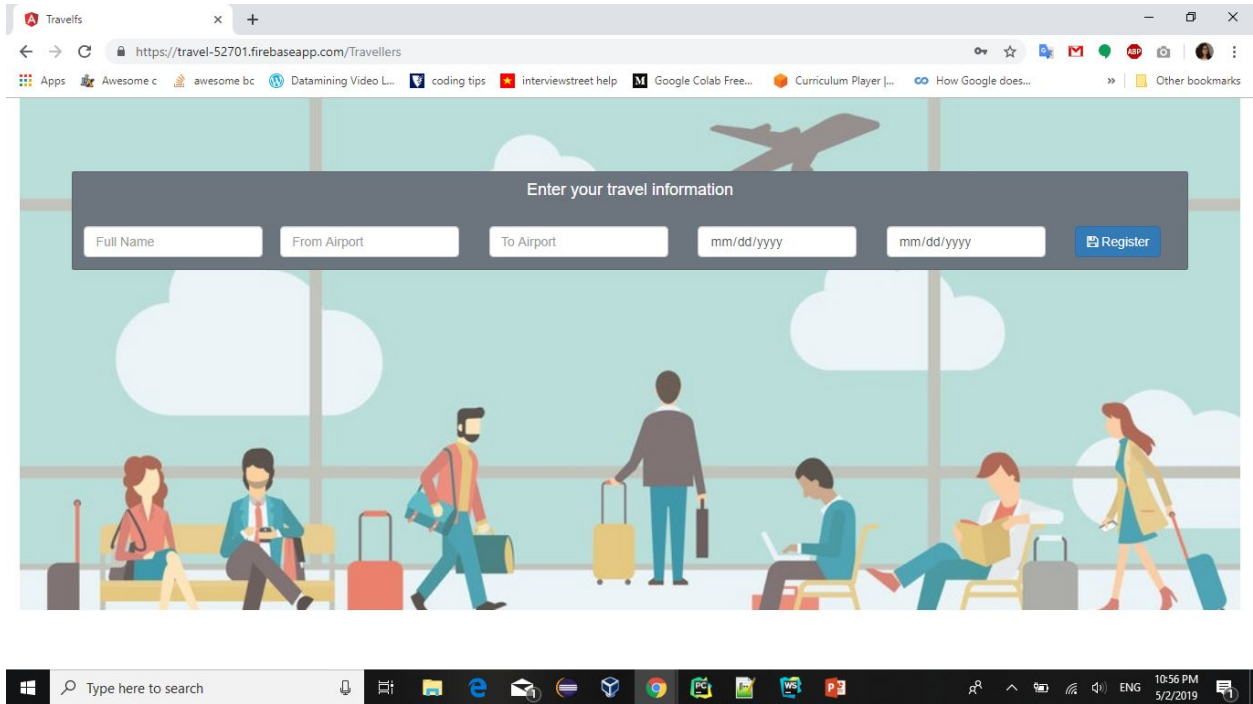 Travelfs
https://travel-52701.firebaseapp.com/Travellers
Apps Awesome c awesome bc Datamining Video L... coding tips interviewstreet help M Google Colab Free... Curriculum Player |... How Google does... » Other bookmarks
Enter your travel information
Full Name From Airport To Airport mm/dd/yyyy mm/dd/yyyy Register
Type here to search ENG 10:56 PM
5/2/2019